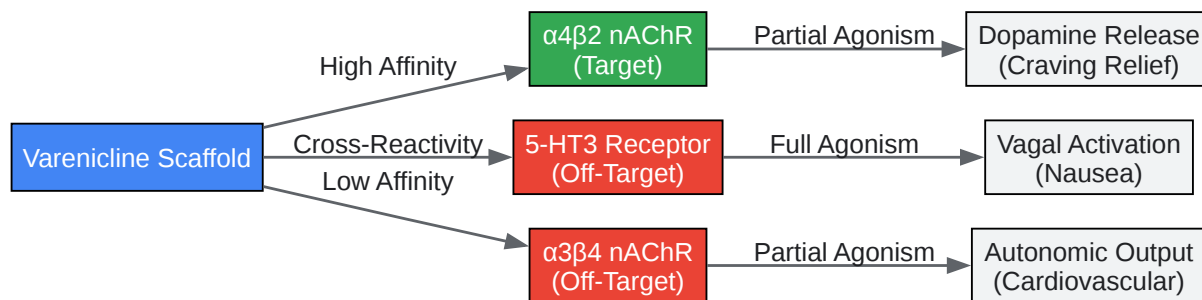 Varenicline Scaffold
High Affinity
α4β2 nAChR
(Target)
Partial Agonism
Dopamine Release
(Craving Relief)
Cross-Reactivity
5-HT3 Receptor
(Off-Target)
Full Agonism
Vagal Activation
(Nausea)
Low Affinity
α3β4 nAChR
(Off-Target)
Partial Agonism
Autonomic Output
(Cardiovascular)